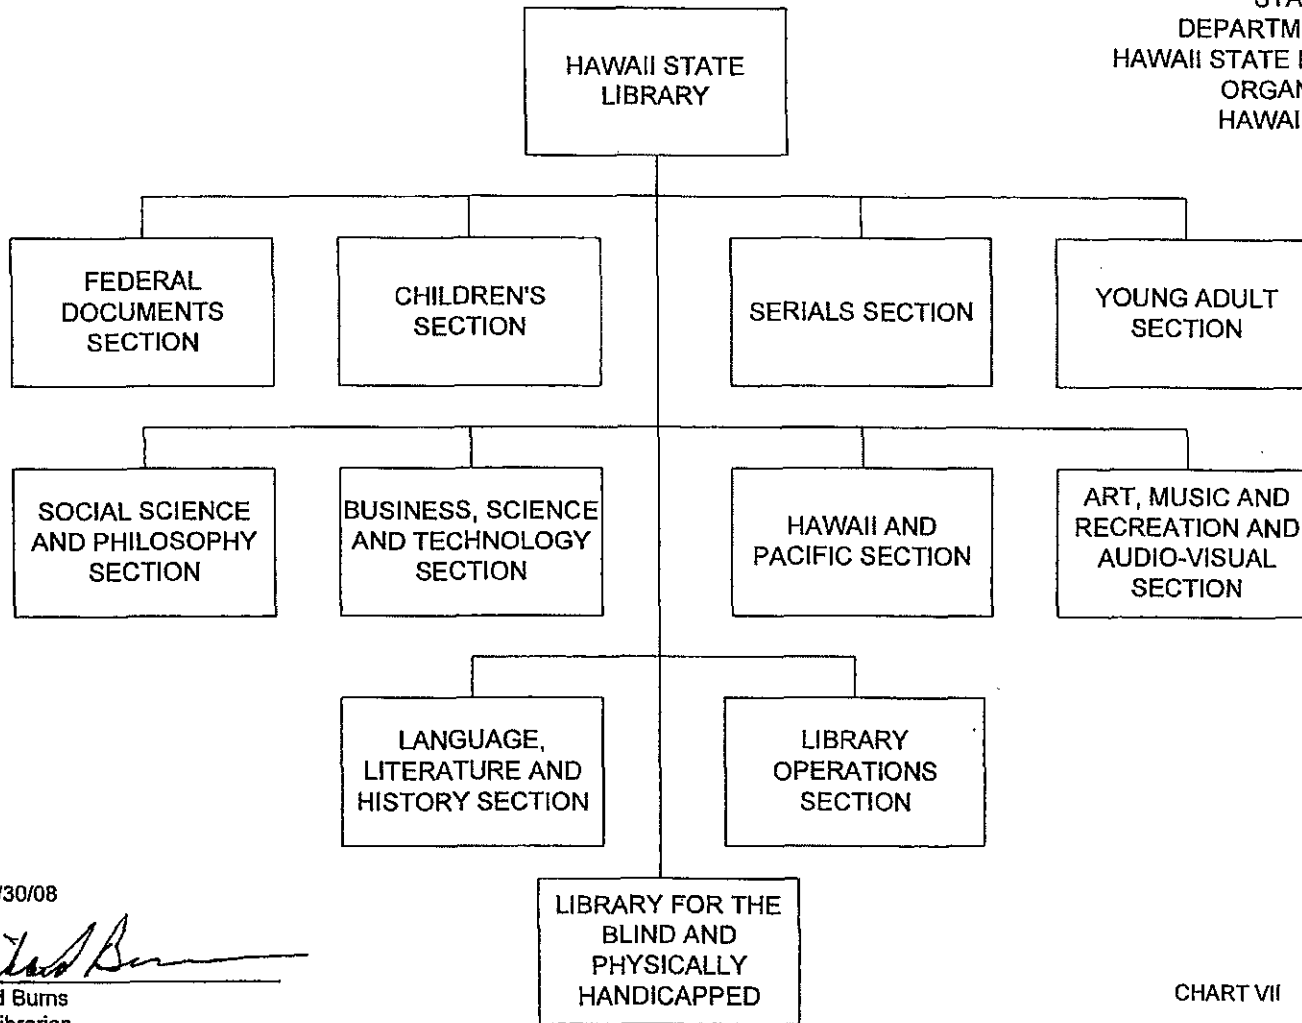 DEPARTM
HAWAII STATE
ORGAN
HAWAI
HAWAII STATE
LIBRARY
FEDERAL
DOCUMENTS
SECTION
CHILDREN'S
SECTION
SERIALS SECTION
YOUNG ADULT
SECTION
SOCIAL SCIENCE
AND PHILOSOPHY
SECTION
BUSINESS, SCIENCE
AND TECHNOLOGY
SECTION
HAWAII AND
PACIFIC SECTION
ART, MUSIC AND
RECREATION AND
AUDIO-VISUAL
SECTION
LANGUAGE,
LITERATURE AND
HISTORY SECTION
LIBRARY
OPERATIONS
SECTION
LIBRARY FOR THE
BLIND AND
PHYSICALLY
HANDICAPPED
/30/08
d Burns
ibrarian
CHART VII